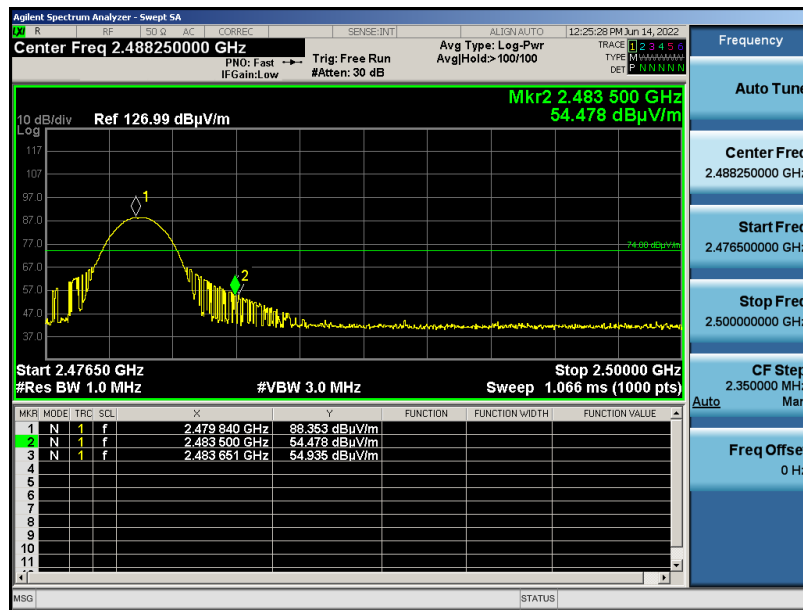 Agilent Spectrum Analyzer - Swept SA
LXI R RF 50 Ω AC CORREC SENSE:INT ALIGN AUTO 12:25:28 PM Jun 14, 2022
Center Freq 2.488250000 GHz
PNO: Fast
IFGain:Low
Trig: Free Run
#Atten: 30 dB
Avg Type: Log-Pwr
Avg|Hold:>100/100
TRACE 1 2 3 4 5 6
TYPE M
DET P N N N N N
Mkr2 2.483 500 GHz
54.478 dBµV/m
10 dB/div Ref 126.99 dBµV/m
Log
117
107
97.0
87.0
77.0
67.0
57.0
47.0
37.0
1
2
74.00 dBµV/m
Start 2.47650 GHz Stop 2.50000 GHz
#Res BW 1.0 MHz #VBW 3.0 MHz Sweep 1.066 ms (1000 pts)
MKR MODE TRC SCL X Y FUNCTION FUNCTION WIDTH FUNCTION VALUE
1 N 1 f 2.479 840 GHz 88.353 dBµV/m
2 N 1 f 2.483 500 GHz 54.478 dBµV/m
3 N 1 f 2.483 651 GHz 54.935 dBµV/m
4
5
6
7
8
9
10
11
MSG STATUS
Frequency
Auto Tune
Center Freq
2.488250000 GHz
Start Freq
2.476500000 GHz
Stop Freq
2.500000000 GHz
CF Step
2.350000 MHz
Auto Man
Freq Offset
0 Hz